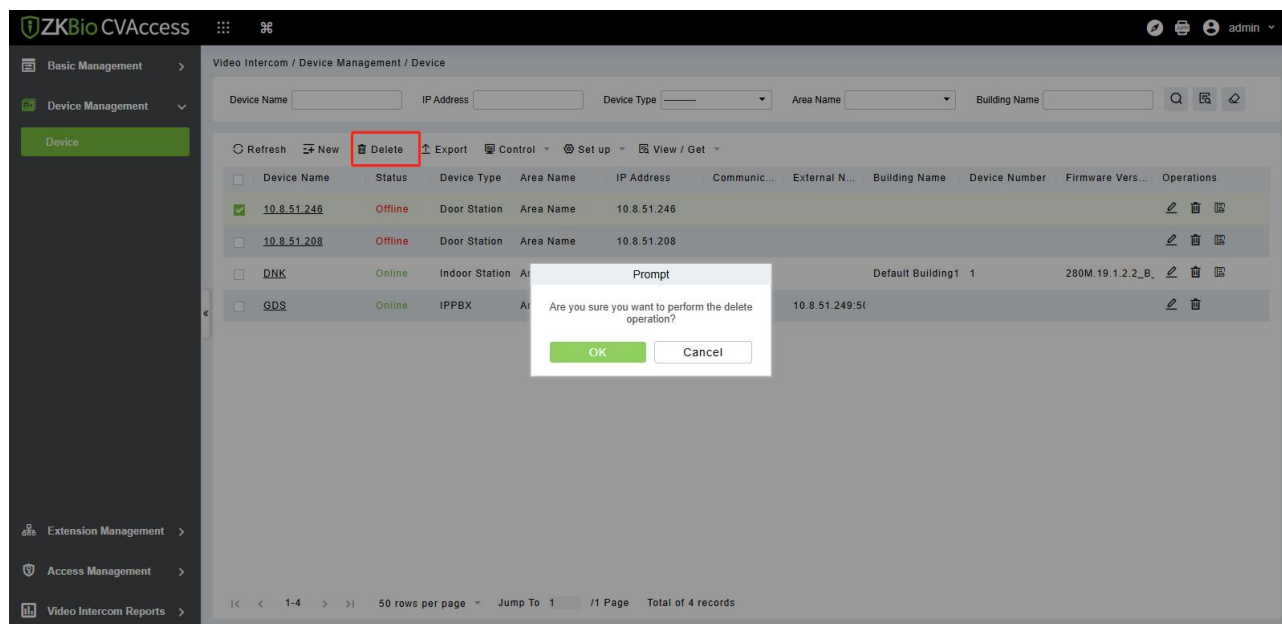 ZKBio CVAccess
admin
Basic Management
Video Intercom / Device Management / Device
Device Management
Device Name IP Address Device Type ---------- Area Name Building Name
Device
Refresh New Delete Export Control Set up View / Get
Device Name Status Device Type Area Name IP Address Communic... External N... Building Name Device Number Firmware Vers... Operations
10.8.51.246 Offline Door Station Area Name 10.8.51.246
10.8.51.208 Offline Door Station Area Name 10.8.51.208
DNK Online Indoor Station Default Building1 1 280M.19.1.2.2_B_
GDS Online IPPBX 10.8.51.249:5(
Prompt
Are you sure you want to perform the delete
operation?
OK Cancel
Extension Management
Access Management
Video Intercom Reports
1-4 50 rows per page Jump To 1 /1 Page Total of 4 records